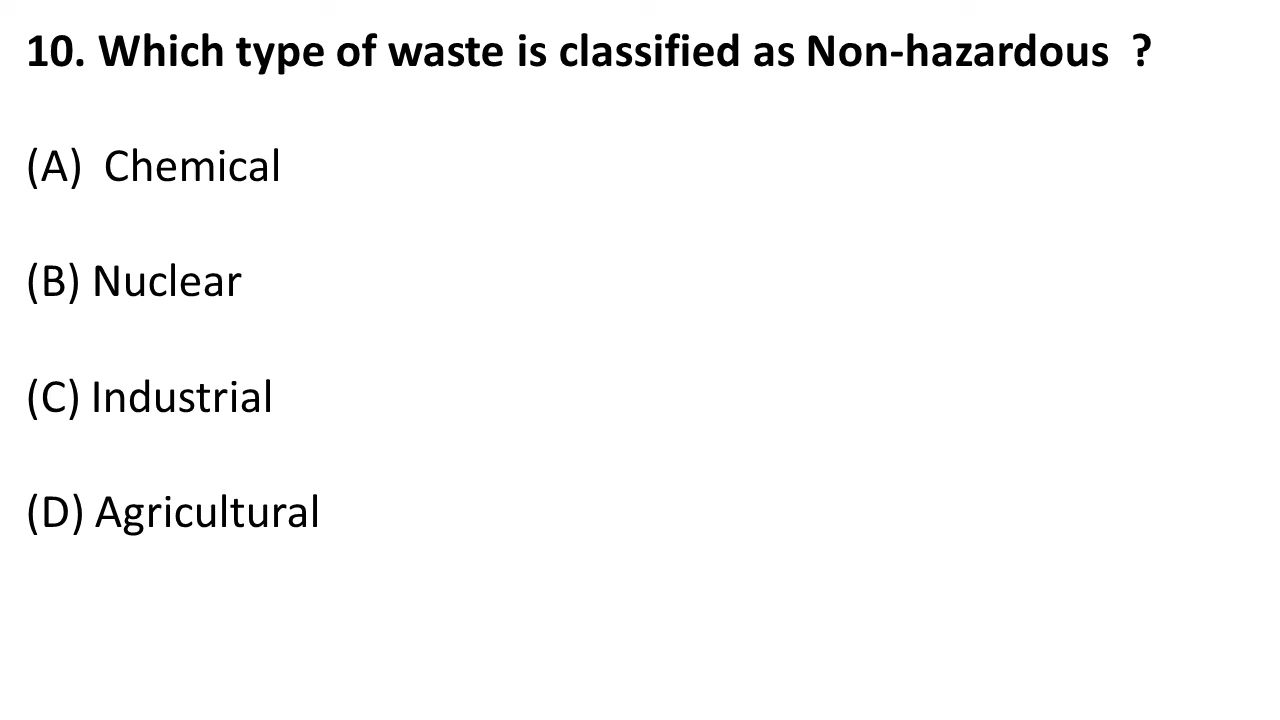 10. Which type of waste is classified as Non-hazardous  ?
(A)  Chemical
(B) Nuclear
(C) Industrial
(D) Agricultural